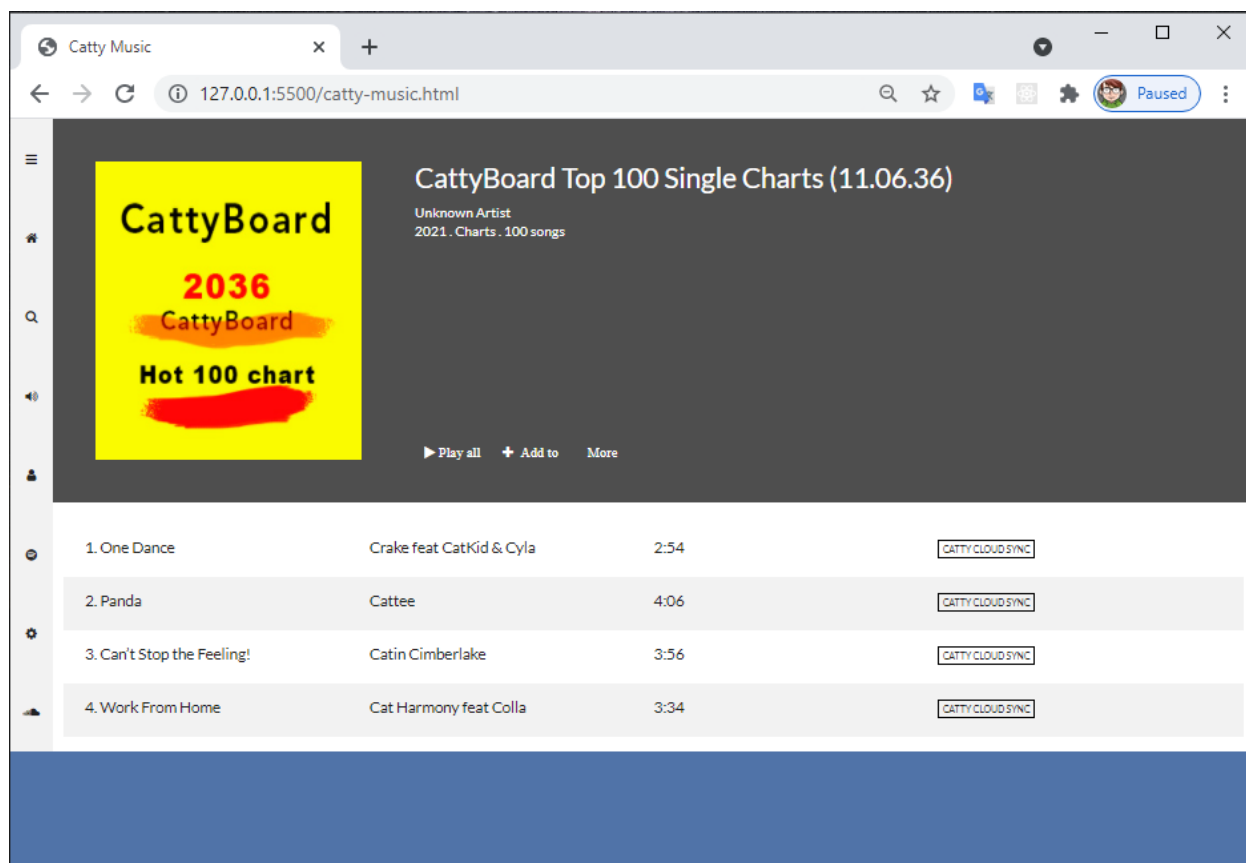 Catty Music
127.0.0.1:5500/catty-music.html
Paused
CattyBoard
2036
CattyBoard
Hot 100 chart
CattyBoard Top 100 Single Charts (11.06.36)
Unknown Artist
2021 . Charts . 100 songs
Play all Add to More
1. One Dance Crake feat CatKid & Cyla 2:54 CATTY CLOUD SYNC
2. Panda Cattee 4:06 CATTY CLOUD SYNC
3. Can’t Stop the Feeling! Catin Cimberlake 3:56 CATTY CLOUD SYNC
4. Work From Home Cat Harmony feat Colla 3:34 CATTY CLOUD SYNC